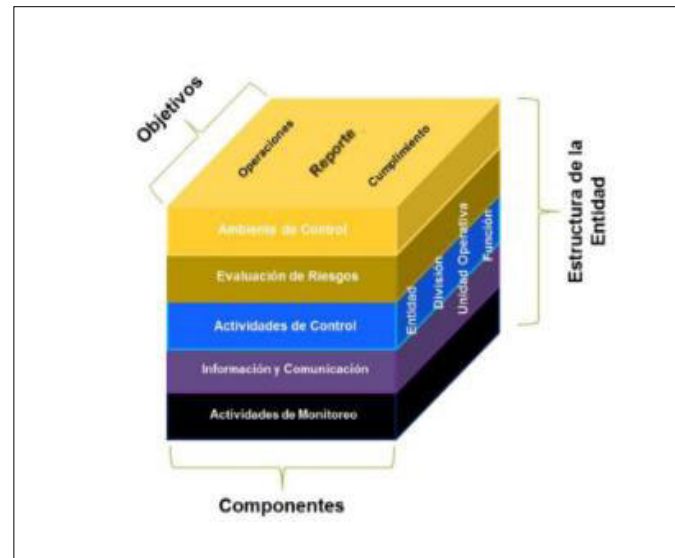 Objetivos
Operaciones
Reporte
Cumplimiento
Ambiente de Control
Evaluación de Riesgos
Actividades de Control
Información y Comunicación
Actividades de Monitoreo
Entidad
División
Unidad Operativa
Función
Estructura de la
Entidad
Componentes